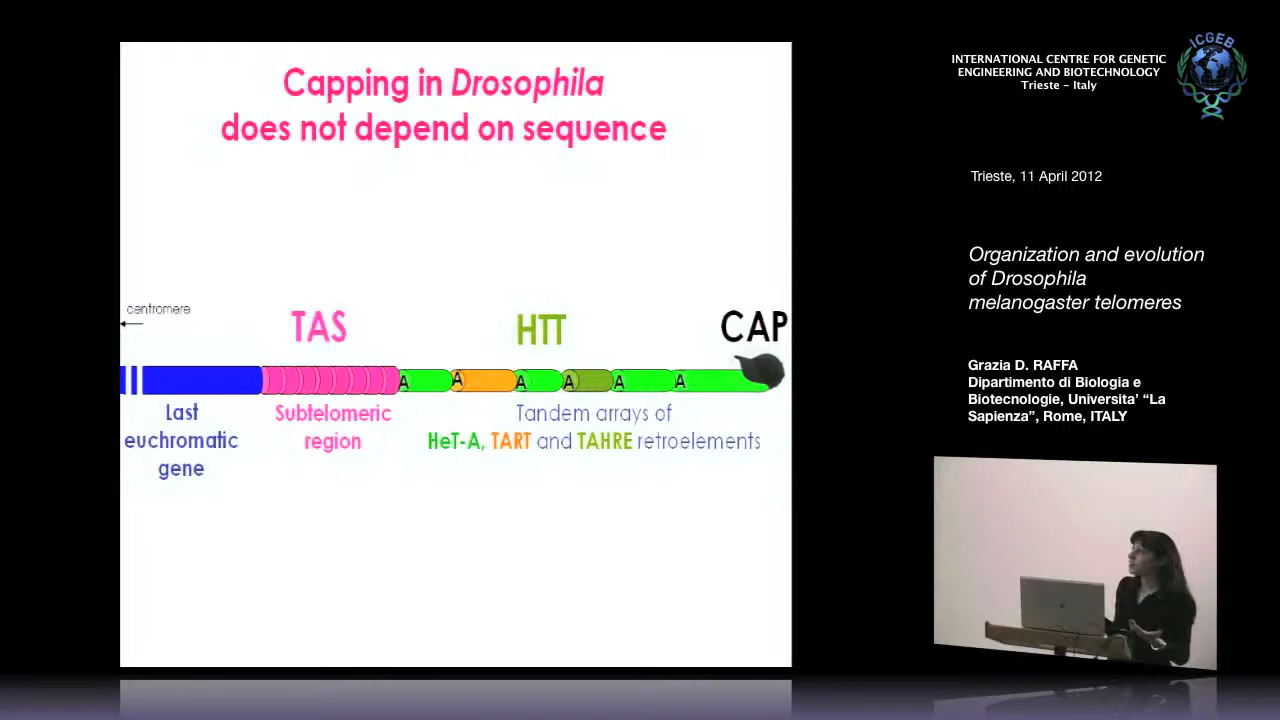 Capping in Drosophila
does not depend on sequence
centromere
TAS
HTT
CAP
A
A
A
A
A
A
Last
euchromatic
gene
Subtelomeric
region
Tandem arrays of
HeT-A, TART and TAHRE retroelements
INTERNATIONAL CENTRE FOR GENETIC
ENGINEERING AND BIOTECHNOLOGY
Trieste - Italy
ICGEB
Trieste, 11 April 2012
Organization and evolution
of Drosophila
melanogaster telomeres
Grazia D. RAFFA
Dipartimento di Biologia e
Biotecnologie, Universita’ “La
Sapienza”, Rome, ITALY